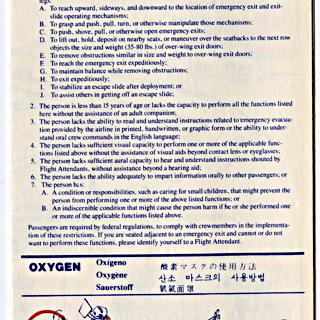 legs:
A. To reach upward, sideways, and downward to the location of emergency exit and exit-
slide operating mechanisms;
B. To grasp and push, pull, turn, or otherwise manipulate those mechanisms;
C. To push, shove, pull, or otherwise open emergency exits;
D. To lift out, hold, deposit on nearby seats, or maneuver over the seatbacks to the next row
objects the size and weight (35-80 lbs.) of over-wing exit doors;
E. To remove obstructions similar in size and weight to over-wing exit doors;
F. To reach the emergency exit expeditiously;
G. To maintain balance while removing obstructions;
H. To exit expeditiously;
I. To stabilize an escape slide after deployment; or
J. To assist others in getting off an escape slide;
2. The person is less than 15 years of age or lacks the capacity to perform all the functions listed
here without the assistance of an adult companion;
3. The person lacks the ability to read and understand instructions related to emergency evacua-
tion provided by the airline in printed, handwritten, or graphic form or the ability to under-
stand oral crew commands in the English language;
4. The person lacks sufficient visual capacity to perform one or more of the applicable func-
tions listed above without the assistance of visual aids beyond contact lens or eyeglasses;
5. The person lacks sufficient aural capacity to hear and understand instructions shouted by
Flight Attendants, without assistance beyond a hearing aid;
6. The person lacks the ability adequately to impart information orally to other passengers; or
7. The person has:
A. A condition or responsibilities, such as caring for small children, that might prevent the
person from performing one or more of the above listed functions; or
B. An indiscernible condition that might cause the person harm if he or she performed one
or more of the applicable functions listed above.
Passengers are required by federal regulations, to comply with crewmembers in the implementa-
tion of these restrictions. If you are seated adjacent to an emergency exit and cannot or do not
want to perform these functions, please identify yourself to a Flight Attendant.
OXYGEN
Oxígeno
Oxygène
Sauerstoff
酸素マスクの使用方法
산소 마스크의 사용방법
氧氣面罩